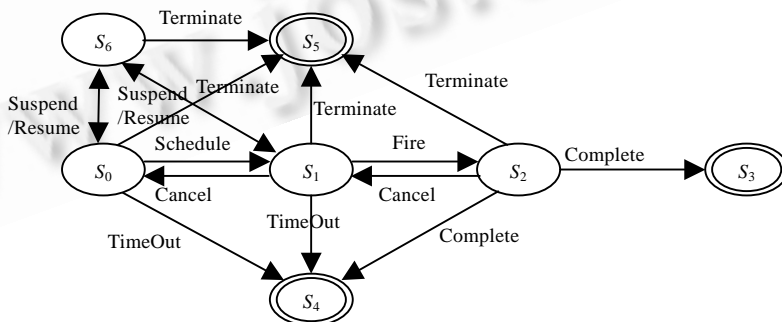 Terminate
S6
S5
Terminate
Terminate
Suspend
/Resume
Suspend
/Resume
Terminate
Schedule
Fire
Complete
S0
S1
S2
S3
Cancel
Cancel
TimeOut
TimeOut
Complete
S4